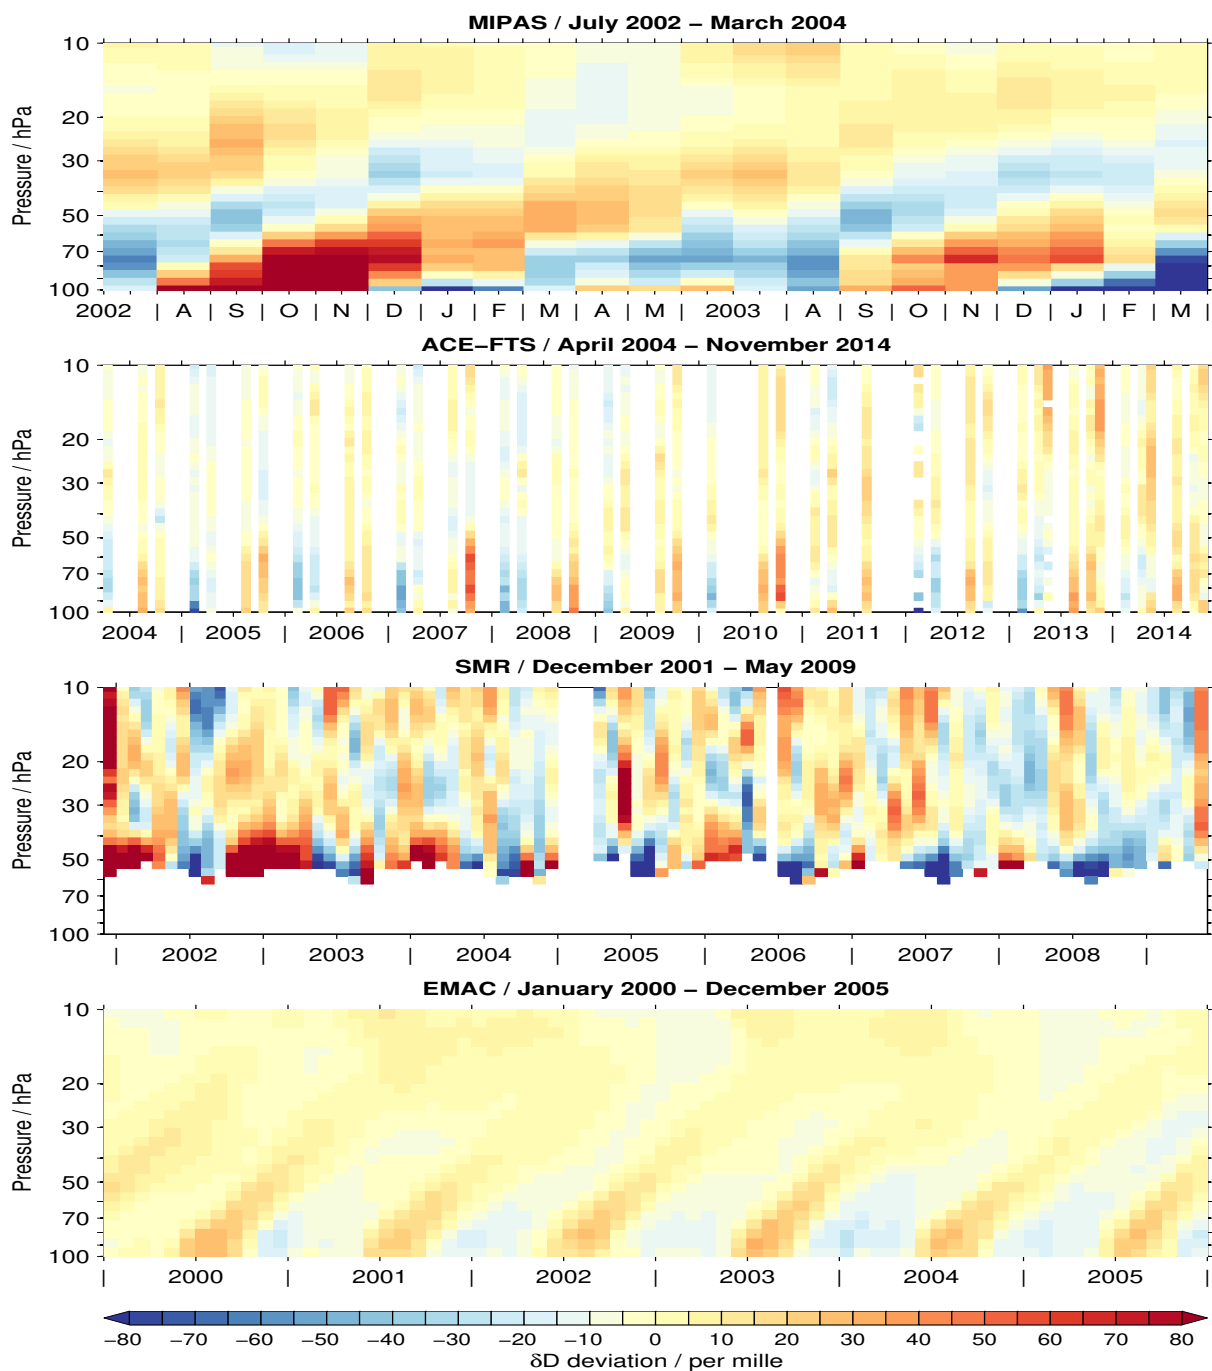 MIPAS / July 2002 − March 2004
10
20
30
50
70
100
Pressure / hPa
2002 | A | S | O | N | D | J | F | M | A | M | 2003 | A | S | O | N | D | J | F | M |
ACE−FTS / April 2004 − November 2014
10
20
30
50
70
100
Pressure / hPa
2004 | 2005 | 2006 | 2007 | 2008 | 2009 | 2010 | 2011 | 2012 | 2013 | 2014
SMR / December 2001 − May 2009
10
20
30
50
70
100
Pressure / hPa
| 2002 | 2003 | 2004 | 2005 | 2006 | 2007 | 2008 |
EMAC / January 2000 − December 2005
10
20
30
50
70
100
Pressure / hPa
| 2000 | 2001 | 2002 | 2003 | 2004 | 2005 |
−80 −70 −60 −50 −40 −30 −20 −10 0 10 20 30 40 50 60 70 80
δD deviation / per mille